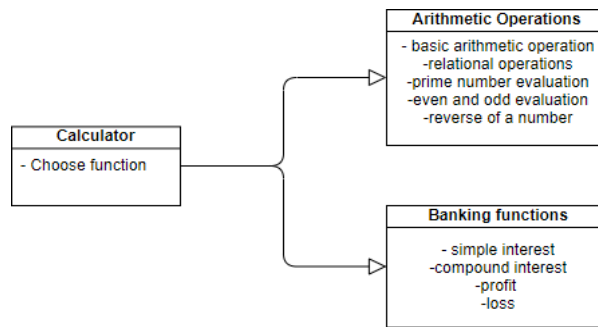 Arithmetic Operations
- basic arithmetic operation
-relational operations
-prime number evaluation
-even and odd evaluation
-reverse of a number
Calculator
- Choose function
Banking functions
- simple interest
-compound interest
-profit
-loss